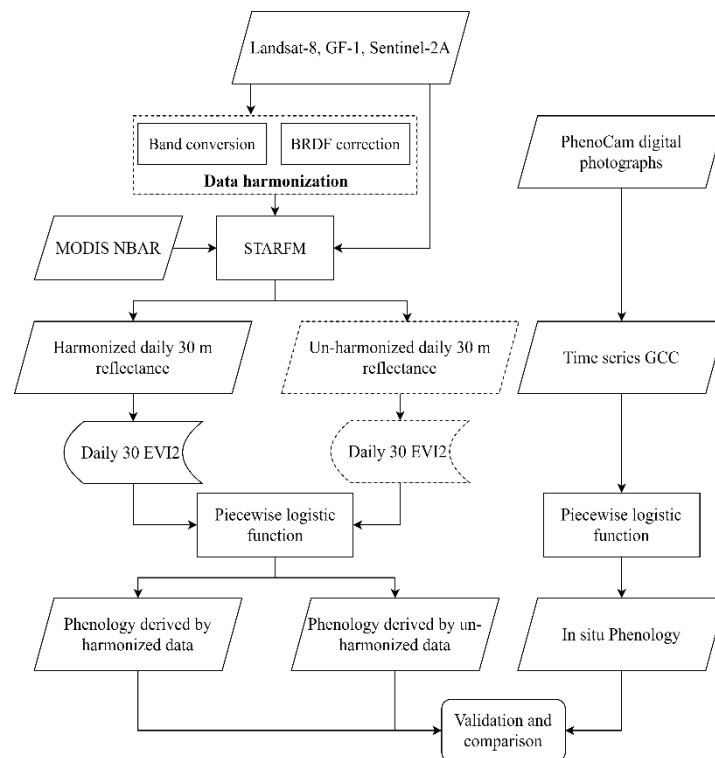 Landsat-8, GF-1, Sentinel-2A
Band conversion
BRDF correction
Data harmonization
PhenoCam digital
photographs
MODIS NBAR
STARFM
Harmonized daily 30 m
reflectance
Un-harmonized daily 30 m
reflectance
Time series GCC
Daily 30 EVI2
Daily 30 EVI2
Piecewise logistic
function
Piecewise logistic
function
Phenology derived by
harmonized data
Phenology derived by un-
harmonized data
In situ Phenology
Validation and
comparison